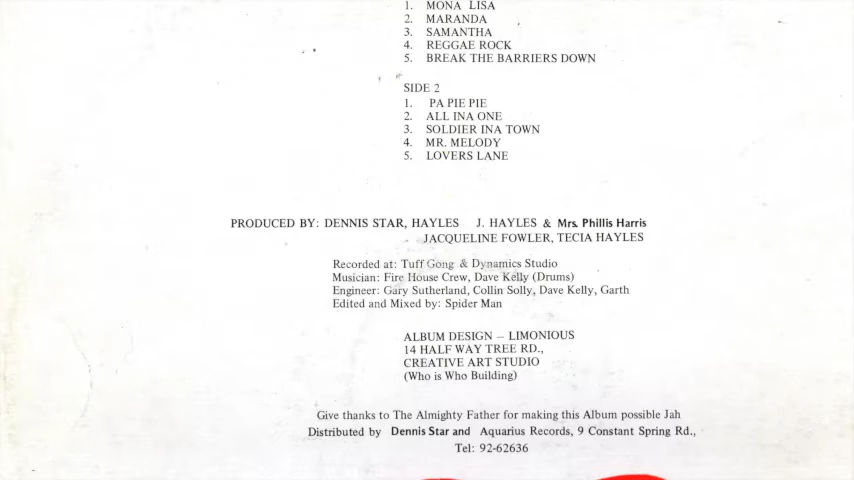 1. MONA LISA
2. MARANDA
3. SAMANTHA
4. REGGAE ROCK
5. BREAK THE BARRIERS DOWN
SIDE 2
1. PA PIE PIE
2. ALL INA ONE
3. SOLDIER INA TOWN
4. MR. MELODY
5. LOVERS LANE
PRODUCED BY: DENNIS STAR, HAYLES J. HAYLES & Mrs. Phillis Harris
JACQUELINE FOWLER, TECIA HAYLES
Recorded at: Tuff Gong & Dynamics Studio
Musician: Fire House Crew, Dave Kelly (Drums)
Engineer: Gary Sutherland, Collin Solly, Dave Kelly, Garth
Edited and Mixed by: Spider Man
ALBUM DESIGN – LIMONIOUS
14 HALF WAY TREE RD.,
CREATIVE ART STUDIO
(Who is Who Building)
Give thanks to The Almighty Father for making this Album possible Jah
Distributed by Dennis Star and Aquarius Records, 9 Constant Spring Rd.,
Tel: 92-62636